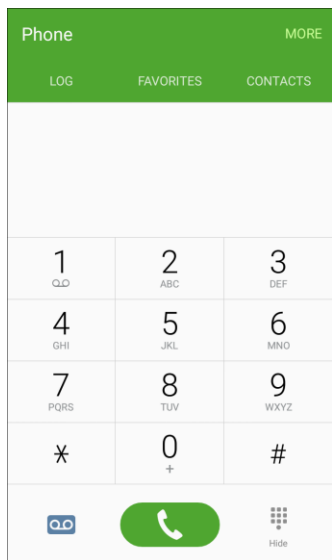 Phone MORE
LOG FAVORITES CONTACTS
1 2 3
ABC DEF
4 5 6
GHI JKL MNO
7 8 9
PQRS TUV WXYZ
* 0 #
+
Hide